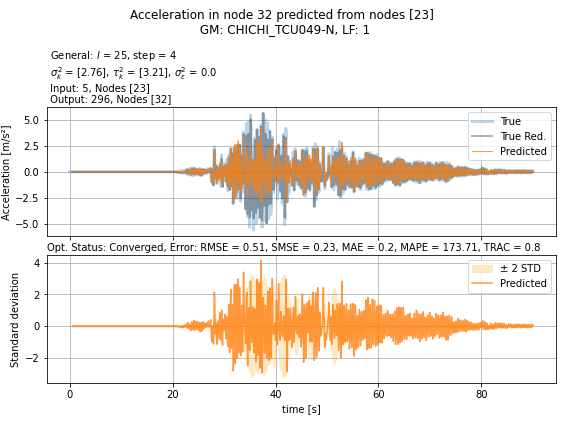 Acceleration in node 32 predicted from nodes [23]
GM: CHICHI_TCU049-N, LF: 1
General: l = 25, step = 4
σ²ₖ = [2.76], τ²ₖ = [3.21], σ²ε = 0.0
Input: 5, Nodes [23]
Output: 296, Nodes [32]
Acceleration [m/s²]
5.0
2.5
0.0
−2.5
−5.0
True
True Red.
Predicted
Opt. Status: Converged, Error: RMSE = 0.51, SMSE = 0.23, MAE = 0.2, MAPE = 173.71, TRAC = 0.8
Standard deviation
4
2
0
−2
± 2 STD
Predicted
0 20 40 60 80
time [s]